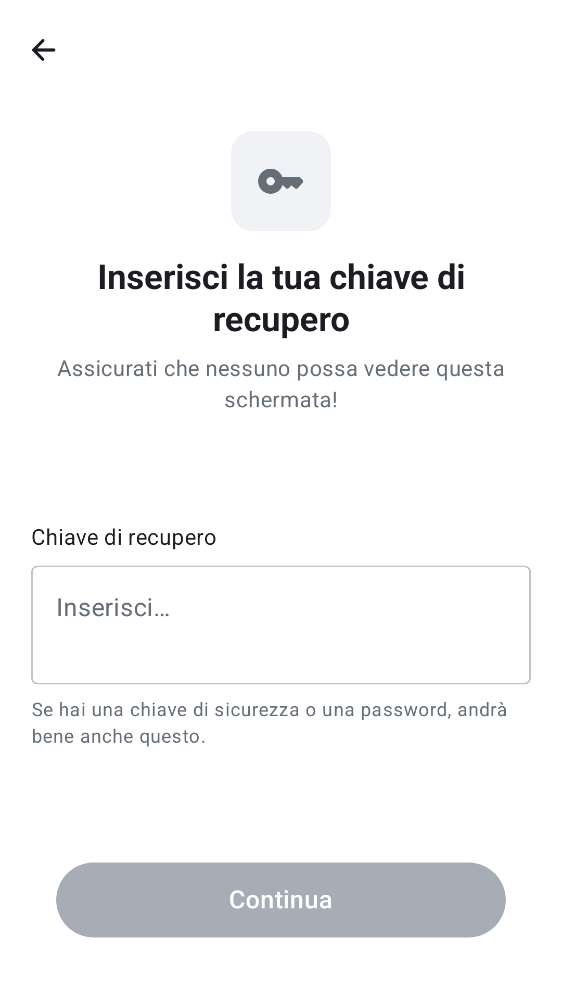 Inserisci la tua chiave di
recupero
Assicurati che nessuno possa vedere questa
schermata!
Chiave di recupero
Inserisci…
Se hai una chiave di sicurezza o una password, andrà
bene anche questo.
Continua